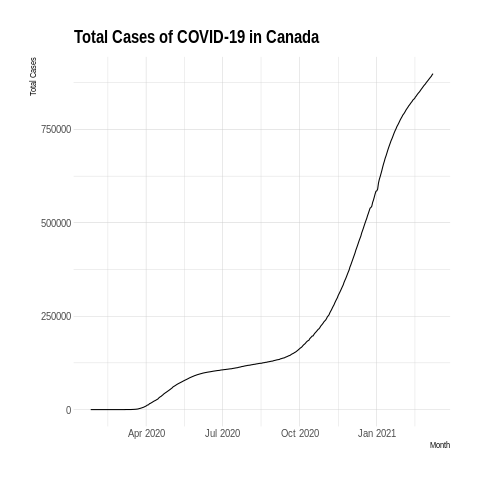 Total Cases of COVID-19 in Canada
Total Cases
750000
500000
250000
0
Apr 2020 Jul 2020 Oct 2020 Jan 2021
Month